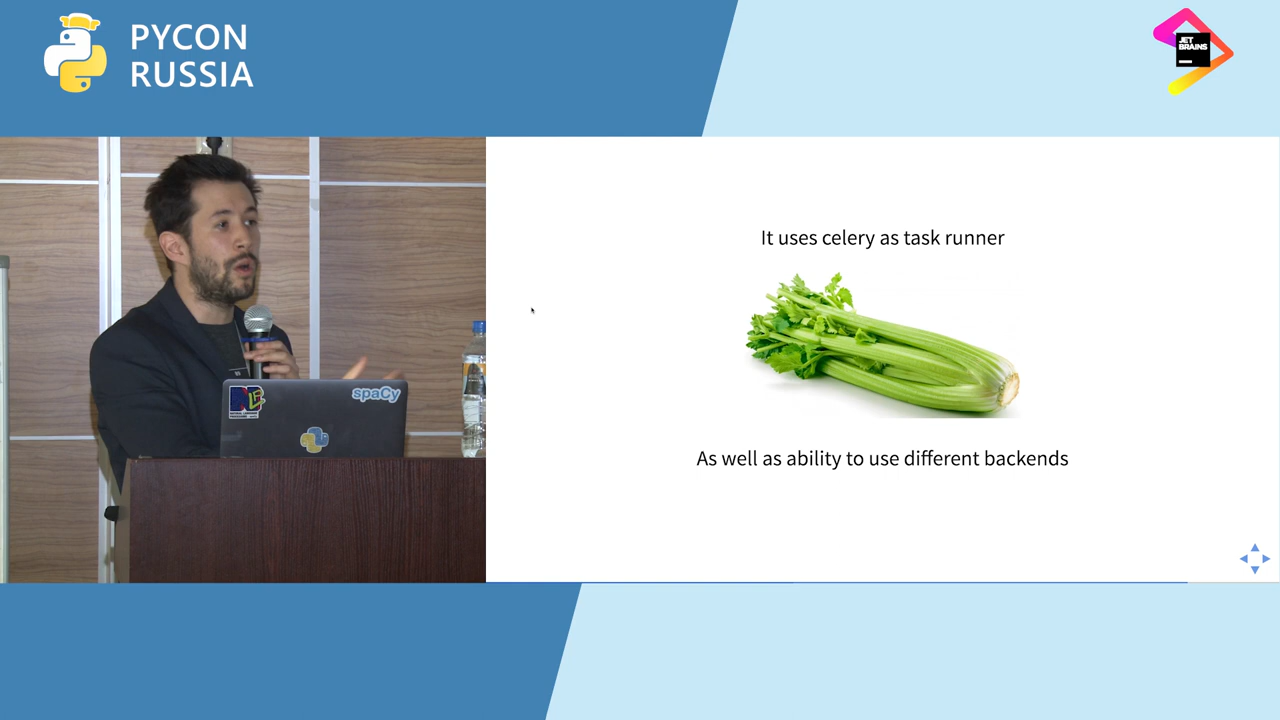 PYCON
RUSSIA
JET
BRAINS
It uses celery as task runner
As well as ability to use different backends
spaCy